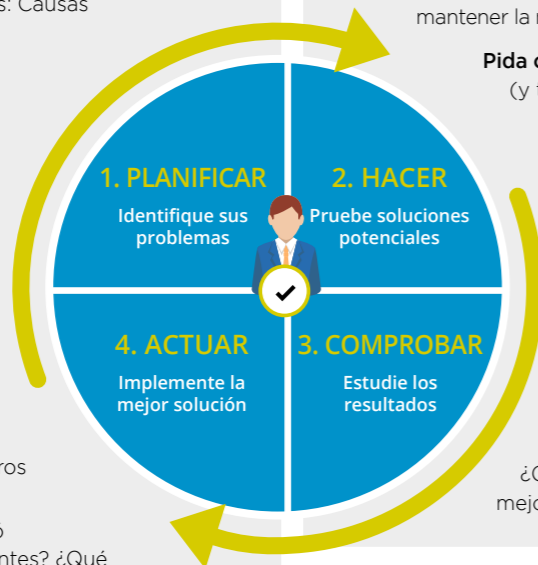 s: Causas
mantener la
Pida
(y
1. PLANIFICAR
Identifique sus
problemas
2. HACER
Pruebe soluciones
potenciales
4. ACTUAR
Implemente la
mejor solución
3. COMPROBAR
Estudie los
resultados
ros
ntes? ¿Qué
mejo